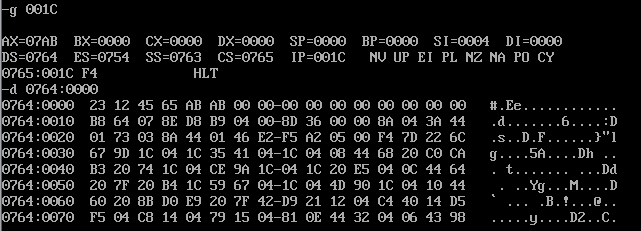 -g 001C
AX=07AB  BX=0000  CX=0000  DX=0000  SP=0000  BP=0000  SI=0004  DI=0000
DS=0764  ES=0754  SS=0763  CS=0765  IP=001C   NV UP EI PL NZ NA PO CY
0765:001C F4            HLT
-d 0764:0000
0764:0000  23 12 45 65 AB AB 00 00-00 00 00 00 00 00 00 00   #.Ee............
0764:0010  B8 64 07 8E D8 B9 04 00-8D 36 00 00 8A 04 3A 44   .d.......6....:D
0764:0020  01 73 03 8A 44 01 46 E2-F5 A2 05 00 F4 7D 22 6C   .s..D.F......}"l
0764:0030  67 9D 1C 04 1C 35 41 04-1C 04 08 44 68 20 C0 CA   g....5A....Dh ..
0764:0040  B3 20 74 1C 04 CE 9A 1C-04 1C 20 E5 04 0C 44 64   . t....... ...Dd
0764:0050  20 7F 20 B4 1C 59 67 04-1C 04 4D 90 1C 04 10 44    . ..Yg...M....D
0764:0060  60 20 8B D0 E9 20 7F 42-D9 21 12 04 C4 40 14 D5   ` ... .B.!...@..
0764:0070  F5 04 C8 14 04 79 15 04-81 0E 44 32 04 06 43 98   .....y....D2..C.